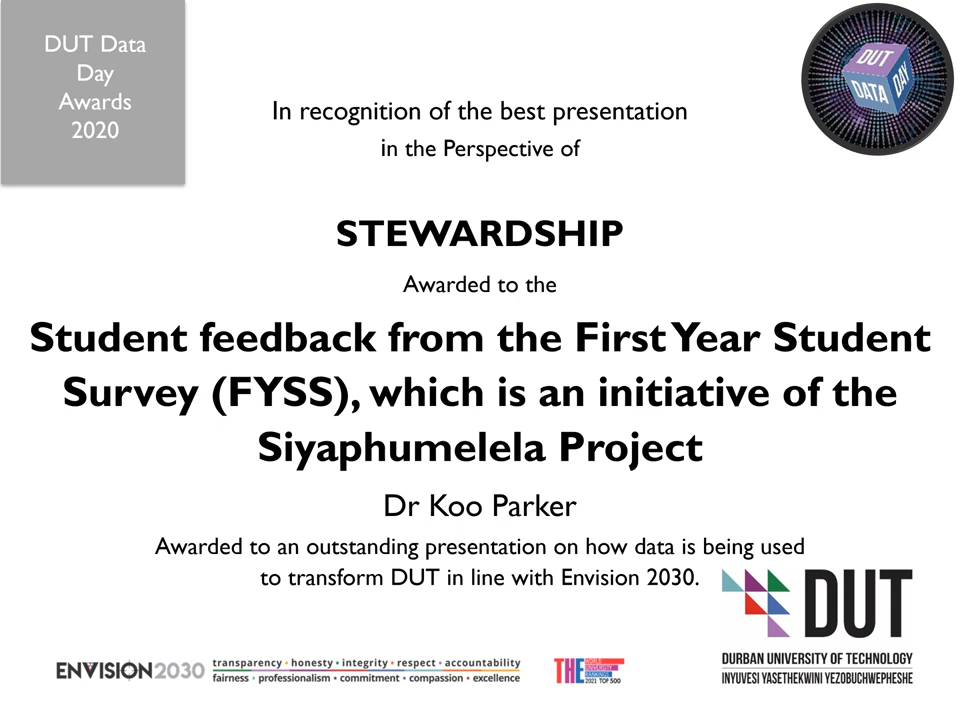 DUT Data
Day
Awards
2020
DUT
DATA
DAY
In recognition of the best presentation
in the Perspective of
STEWARDSHIP
Awarded to the
Student feedback from the First Year Student
Survey (FYSS), which is an initiative of the
Siyaphumelela Project
Dr Koo Parker
Awarded to an outstanding presentation on how data is being used
to transform DUT in line with Envision 2030.
ENVISION2030
transparency • honesty • integrity • respect • accountability
fairness • professionalism • commitment • compassion • excellence
THE
WORLD
UNIVERSITY
RANKINGS
2021 TOP 500
DUT
DURBAN UNIVERSITY OF TECHNOLOGY
INYUVESI YASETHEKWINI YEZOBUCHWEPHESHE